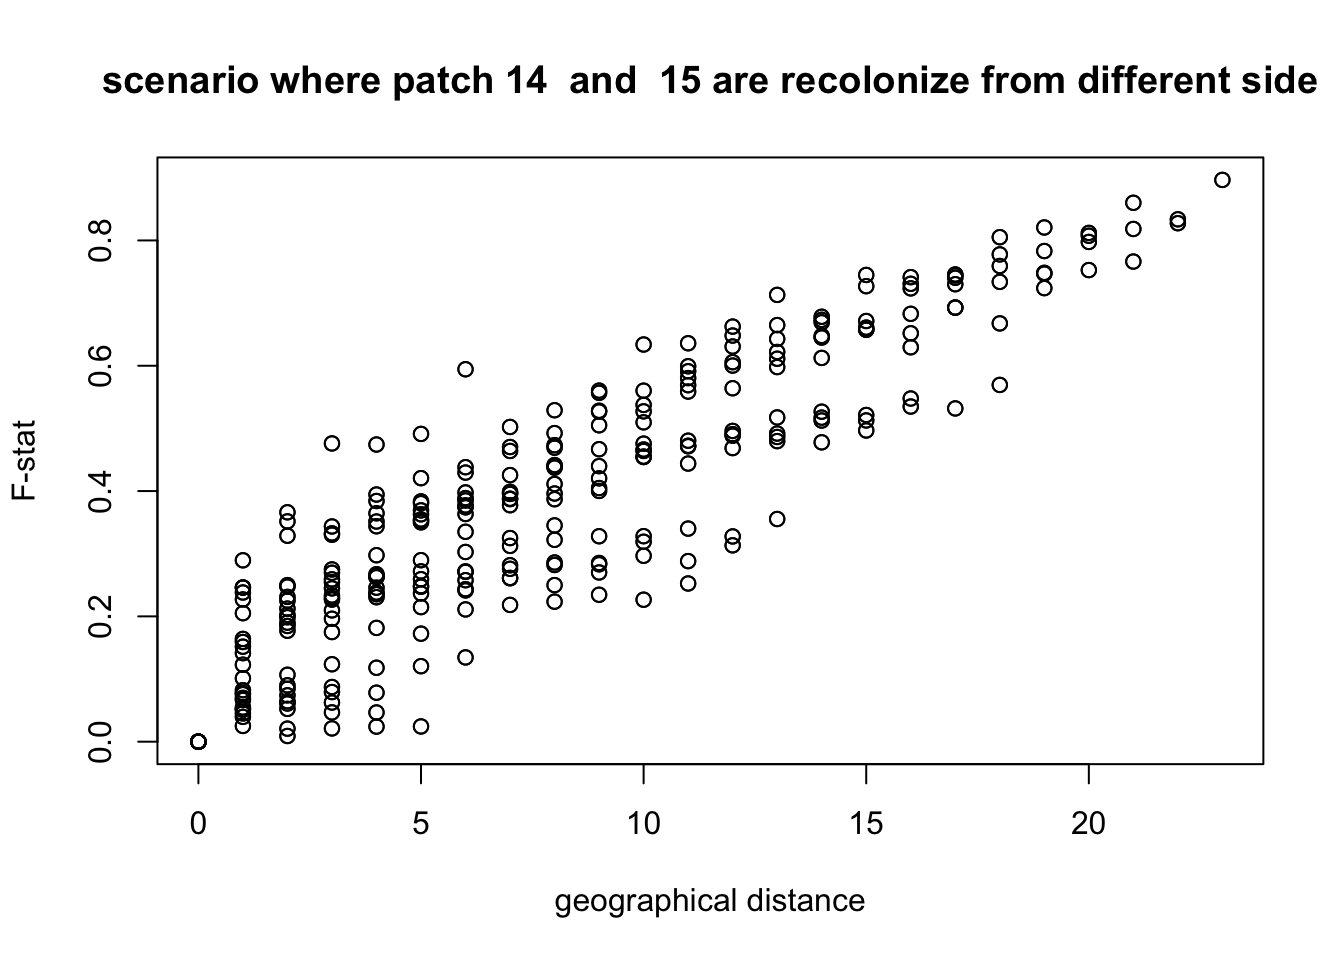 scenario where patch 14  and  15 are recolonize from different side
F-stat
0.8
0.6
0.4
0.2
0.0
0 5 10 15 20
geographical distance